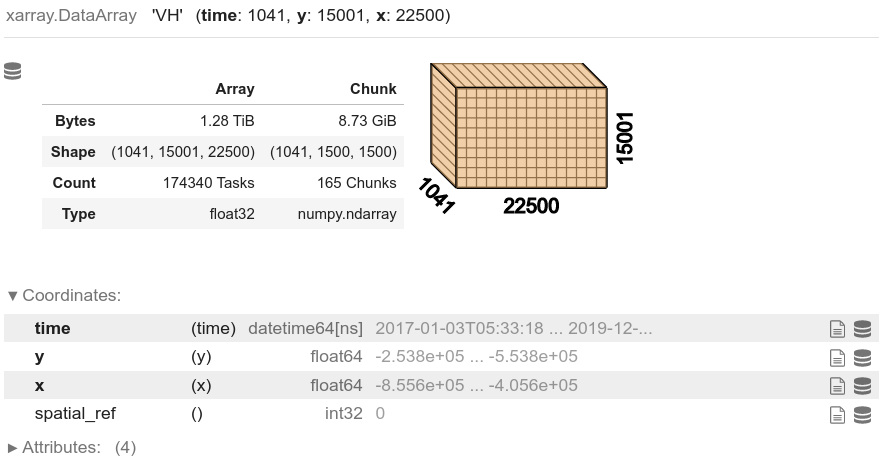 xarray.DataArray 'VH' (time: 1041, y: 15001, x: 22500)
Array Chunk
Bytes 1.28 TiB 8.73 GiB
Shape (1041, 15001, 22500) (1041, 1500, 1500)
Count 174340 Tasks 165 Chunks
Type float32 numpy.ndarray
1041
22500
15001
▼ Coordinates:
time (time) datetime64[ns] 2017-01-03T05:33:18 ... 2019-12-...
y (y) float64 -2.538e+05 ... -5.538e+05
x (x) float64 -8.556e+05 ... -4.056e+05
spatial_ref () int32 0
► Attributes: (4)